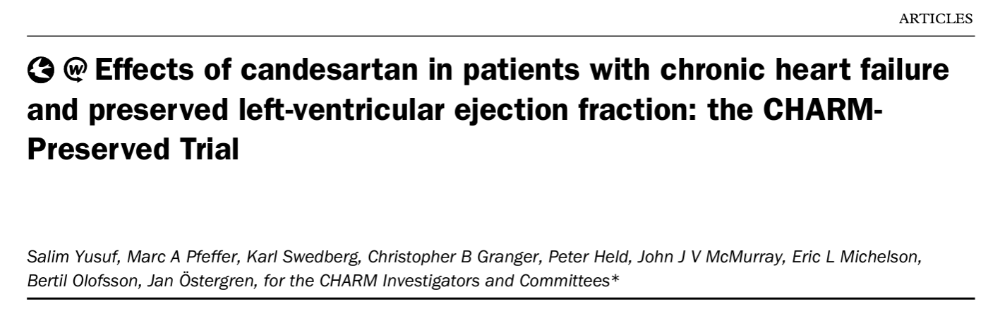 ARTICLES
Effects of candesartan in patients with chronic heart failure
and preserved left-ventricular ejection fraction: the CHARM-
Preserved Trial
Salim Yusuf, Marc A Pfeffer, Karl Swedberg, Christopher B Granger, Peter Held, John J V McMurray, Eric L Michelson,
Bertil Olofsson, Jan Östergren, for the CHARM Investigators and Committees*